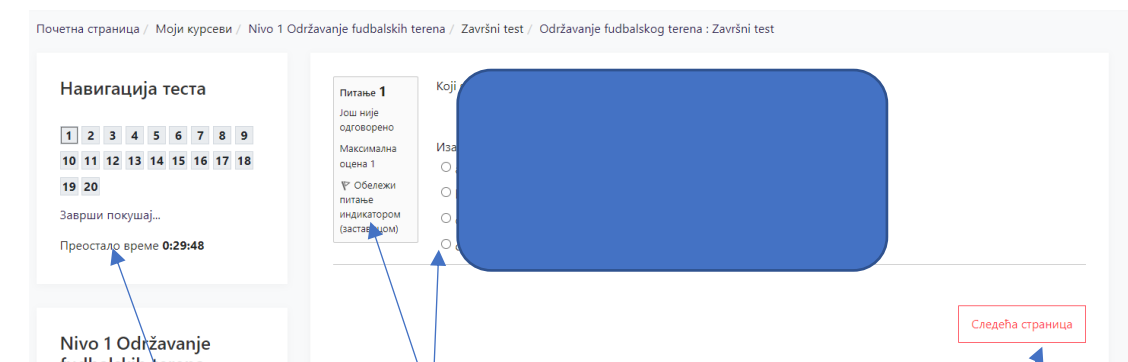 Почетна страница / Моји курсеви / Nivo 1 Održavanje fudbalskih terena / Završni test / Održavanje fudbalskog terena : Završni test
Навигација теста
1 2 3 4 5 6 7 8 9
10 11 12 13 14 15 16 17 18
19 20
Заврши покушај...
Преостало време 0:29:48
Nivo 1 Održavanje
fudbalskih terena
Питање 1
Још није
одговорено
Максимална
оцена 1
Обележи
питање
индикатором
(заставицом)
Који
Следећа страница